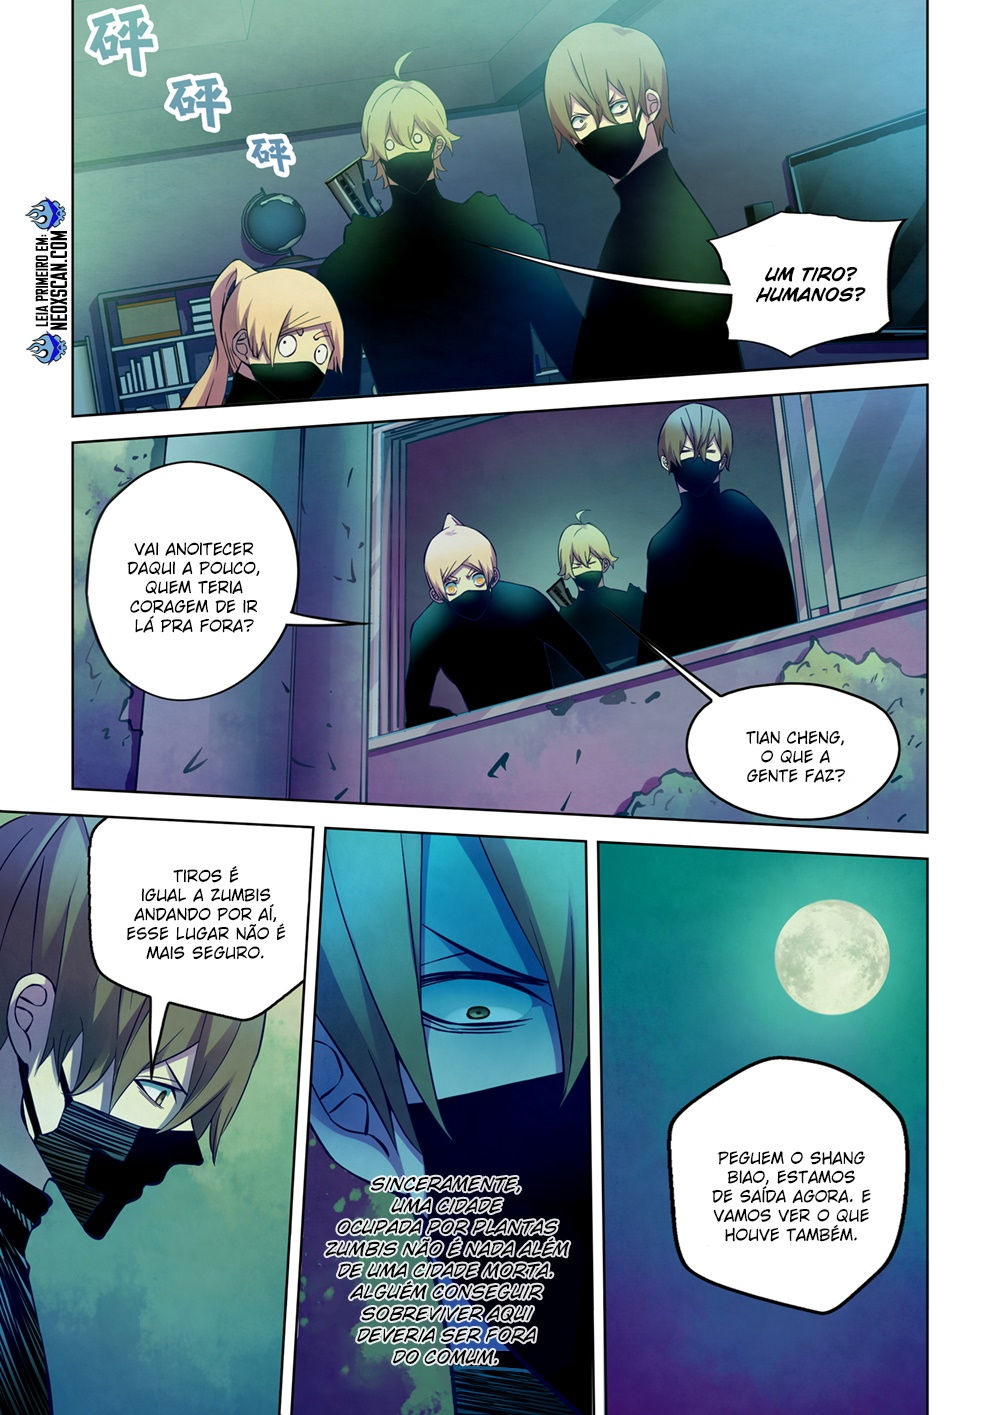 砰
砰
砰
LEIA PRIMEIRO EM:
NEOXSCAN.COM
UM TIRO?
HUMANOS?
VAI ANOITECER
DAQUI A POUCO,
QUEM TERIA
CORAGEM DE IR
LÁ PRA FORA?
TIAN CHENG,
O QUE A
GENTE FAZ?
TIROS É
IGUAL A ZUMBIS
ANDANDO POR AÍ,
ESSE LUGAR NÃO É
MAIS SEGURO.
SINCERAMENTE,
UMA CIDADE
OCUPADA POR PLANTAS
ZUMBIS NÃO É NADA ALÉM
DE UMA CIDADE MORTA.
ALGUÉM CONSEGUIR
SOBREVIVER AQUI
DEVERIA SER FORA
DO COMUM.
PEGUEM O SHANG
BIAO, ESTAMOS
DE SAÍDA AGORA. E
VAMOS VER O QUE
HOUVE TAMBÉM.